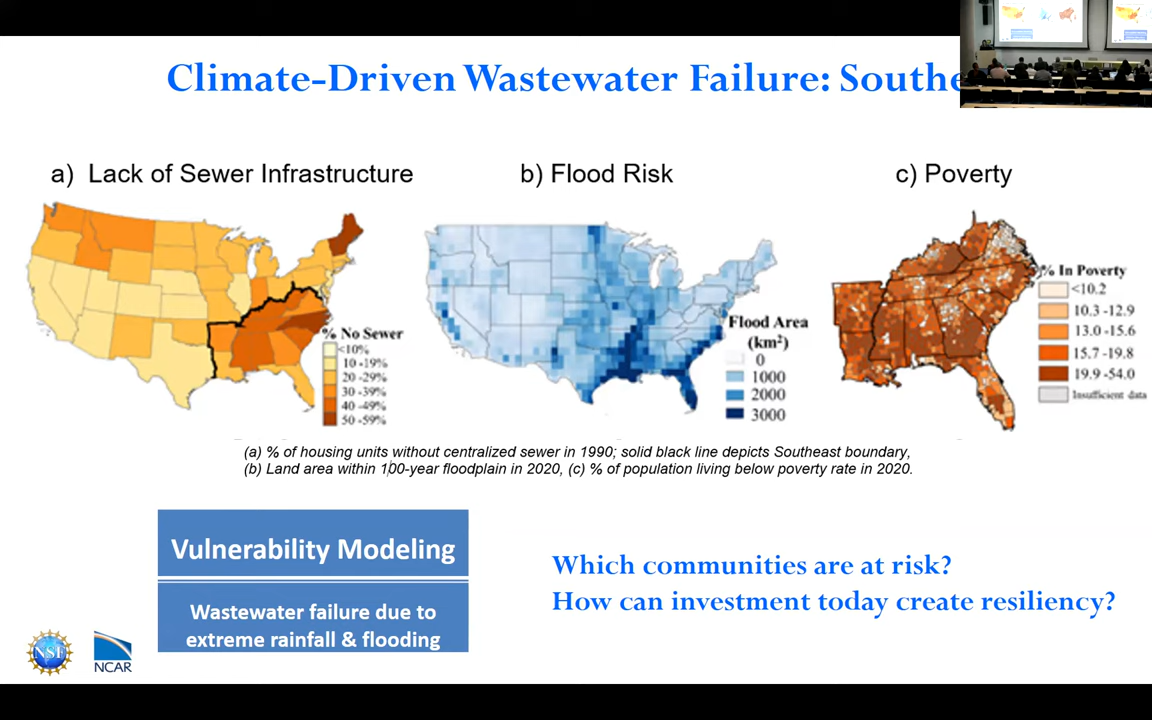 Climate-Driven Wastewater Failure: Southe
a) Lack of Sewer Infrastructure
b) Flood Risk
c) Poverty
% No Sewer
<10%
10-19%
20-29%
30-39%
40-49%
50-59%
Flood Area
(km²)
0
1000
2000
3000
% In Poverty
<10.2
10.3-12.9
13.0-15.6
15.7-19.8
19.9-54.0
Insufficient data
(a) % of housing units without centralized sewer in 1990; solid black line depicts Southeast boundary,
(b) Land area within 100-year floodplain in 2020, (c) % of population living below poverty rate in 2020.
Vulnerability Modeling
Wastewater failure due to
extreme rainfall & flooding
Which communities are at risk?
How can investment today create resiliency?
NSF
NCAR